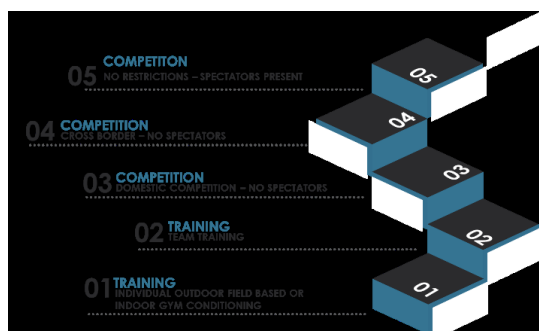 05 COMPETITON
NO RESTRICTIONS – SPECTATORS PRESENT
04 COMPETITION
CROSS BORDER – NO SPECTATORS
03 COMPETITION
DOMESTIC COMPETITION – NO SPECTATORS
02 TRAINING
TEAM TRAINING
01 TRAINING
INDIVIDUAL OUTDOOR FIELD BASED OR
INDOOR GYM CONDITIONING
05
04
03
02
01